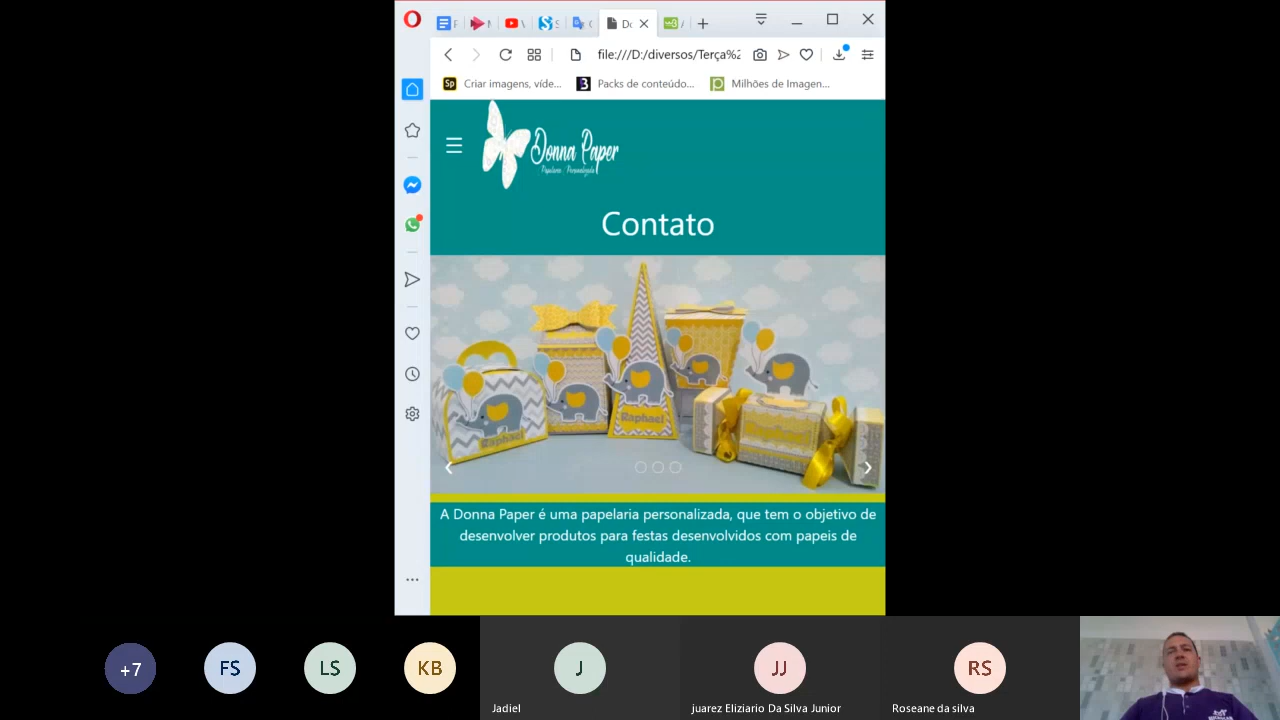 Do
file:///D:/diversos/Terça%2
Criar imagens, víde...
Packs de conteúdo...
Milhões de Imagen...
Donna Paper
Papelaria Personalizada
Contato
Raphael
Raphael
A Donna Paper é uma papelaria personalizada, que tem o objetivo de
desenvolver produtos para festas desenvolvidos com papeis de
qualidade.
+7
FS
LS
KB
J
JJ
RS
Jadiel
juarez Eliziario Da Silva Junior
Roseane da silva